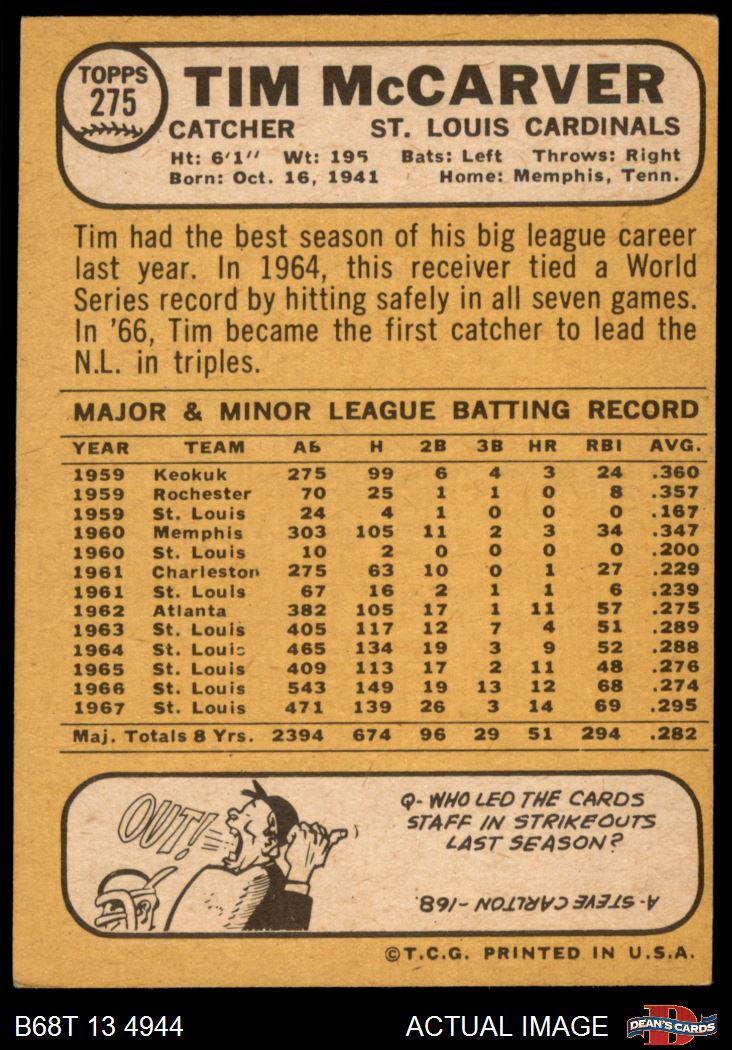 TOPPS
275
TIM McCARVER
CATCHER ST. LOUIS CARDINALS
Ht: 6'1" Wt: 195 Bats: Left Throws: Right
Born: Oct. 16, 1941 Home: Memphis, Tenn.
Tim had the best season of his big league career
last year. In 1964, this receiver tied a World
Series record by hitting safely in all seven games.
In '66, Tim became the first catcher to lead the
N.L. in triples.
MAJOR & MINOR LEAGUE BATTING RECORD
YEAR TEAM AB H 2B 3B HR RBI AVG.
1959 Keokuk 275 99 6 4 3 24 .360
1959 Rochester 70 25 1 1 0 8 .357
1959 St. Louis 24 4 1 0 0 0 .167
1960 Memphis 303 105 11 2 3 34 .347
1960 St. Louis 10 2 0 0 0 0 .200
1961 Charleston 275 63 10 0 1 27 .229
1961 St. Louis 67 16 2 1 1 6 .239
1962 Atlanta 382 105 17 1 11 57 .275
1963 St. Louis 405 117 12 7 4 51 .289
1964 St. Louis 465 134 19 3 9 52 .288
1965 St. Louis 409 113 17 2 11 48 .276
1966 St. Louis 543 149 19 13 12 68 .274
1967 St. Louis 471 139 26 3 14 69 .295
Maj. Totals 8 Yrs. 2394 674 96 29 51 294 .282
OUT!
Q- WHO LED THE CARDS
STAFF IN STRIKEOUTS
LAST SEASON?
A- STEVE CARLTON -168
©T.C.G. PRINTED IN U.S.A.
B68T 13 4944 ACTUAL IMAGE
D
DEAN'S CARDS